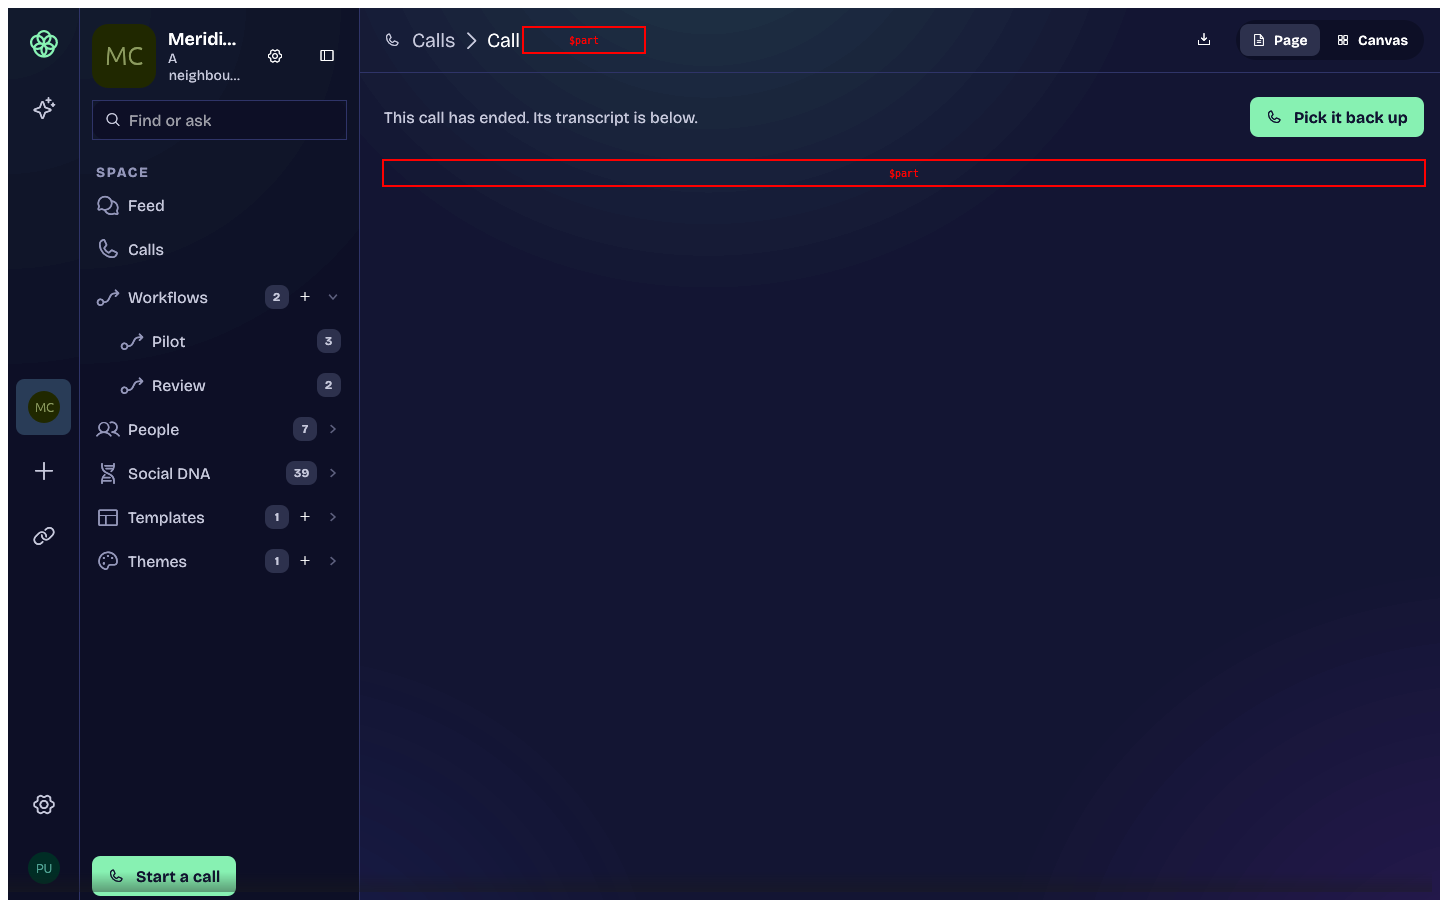 MC
Meridi...
A
neighbou...
Find or ask
SPACE
Feed
Calls
Workflows 2
Pilot 3
Review 2
People 7
Social DNA 39
Templates 1
Themes 1
Start a call
MC
PU
Calls > Call $part
Page
Canvas
This call has ended. Its transcript is below.
Pick it back up
$part